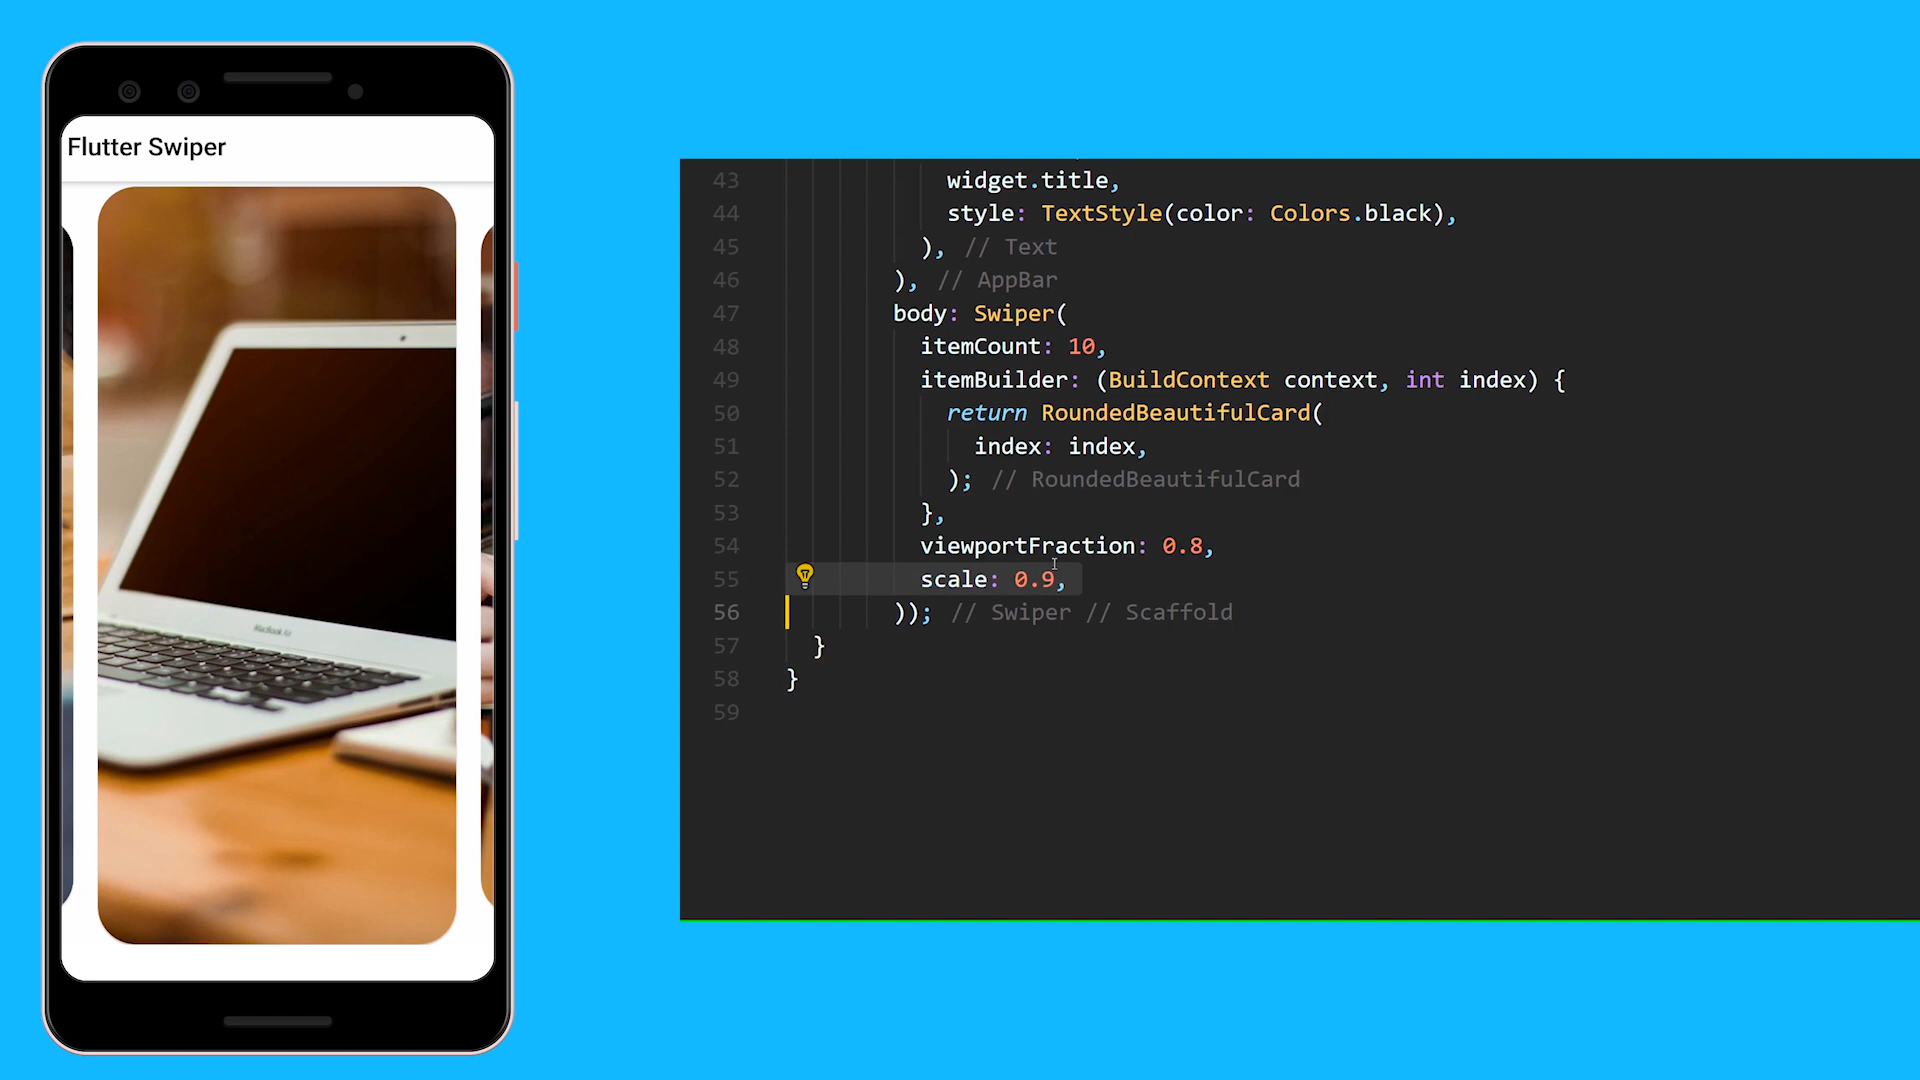 Flutter Swiper
MacBook Air
43 widget.title,
44 style: TextStyle(color: Colors.black),
45 ), // Text
46 ), // AppBar
47 body: Swiper(
48 itemCount: 10,
49 itemBuilder: (BuildContext context, int index) {
50 return RoundedBeautifulCard(
51 index: index,
52 ); // RoundedBeautifulCard
53 },
54 viewportFraction: 0.8,
55 scale: 0.9,
56 )); // Swiper // Scaffold
57 }
58 }
59